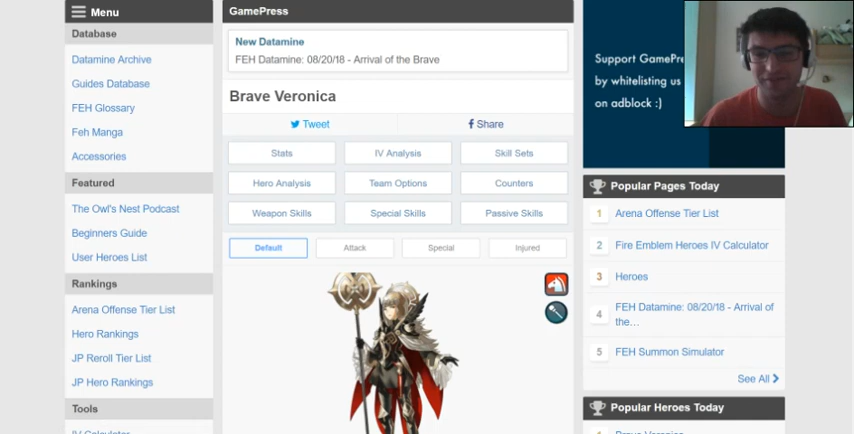 Menu
Database
Datamine Archive
Guides Database
FEH Glossary
Feh Manga
Accessories
Featured
The Owl's Nest Podcast
Beginners Guide
User Heroes List
Rankings
Arena Offense Tier List
Hero Rankings
JP Reroll Tier List
JP Hero Rankings
Tools
IV Calculator
GamePress
New Datamine
FEH Datamine: 08/20/18 - Arrival of the Brave
Brave Veronica
Tweet
Share
Stats
IV Analysis
Skill Sets
Hero Analysis
Team Options
Counters
Weapon Skills
Special Skills
Passive Skills
Default
Attack
Special
Injured
Support GamePre
by whitelisting us
on adblock :)
Popular Pages Today
1 Arena Offense Tier List
2 Fire Emblem Heroes IV Calculator
3 Heroes
4 FEH Datamine: 08/20/18 - Arrival of
the...
5 FEH Summon Simulator
See All
Popular Heroes Today
Brave Veronica